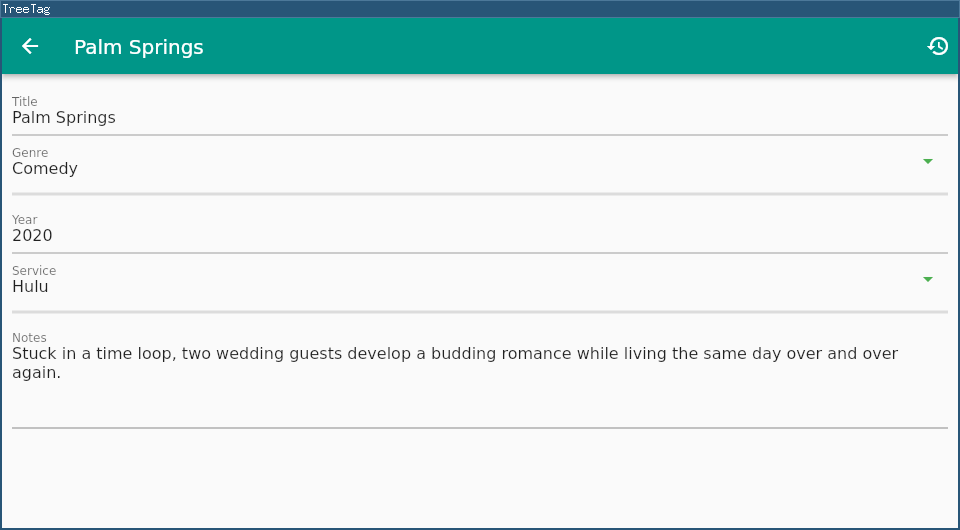 TreeTag
Palm Springs
Title
Palm Springs
Genre
Comedy
Year
2020
Service
Hulu
Notes
Stuck in a time loop, two wedding guests develop a budding romance while living the same day over and over
again.